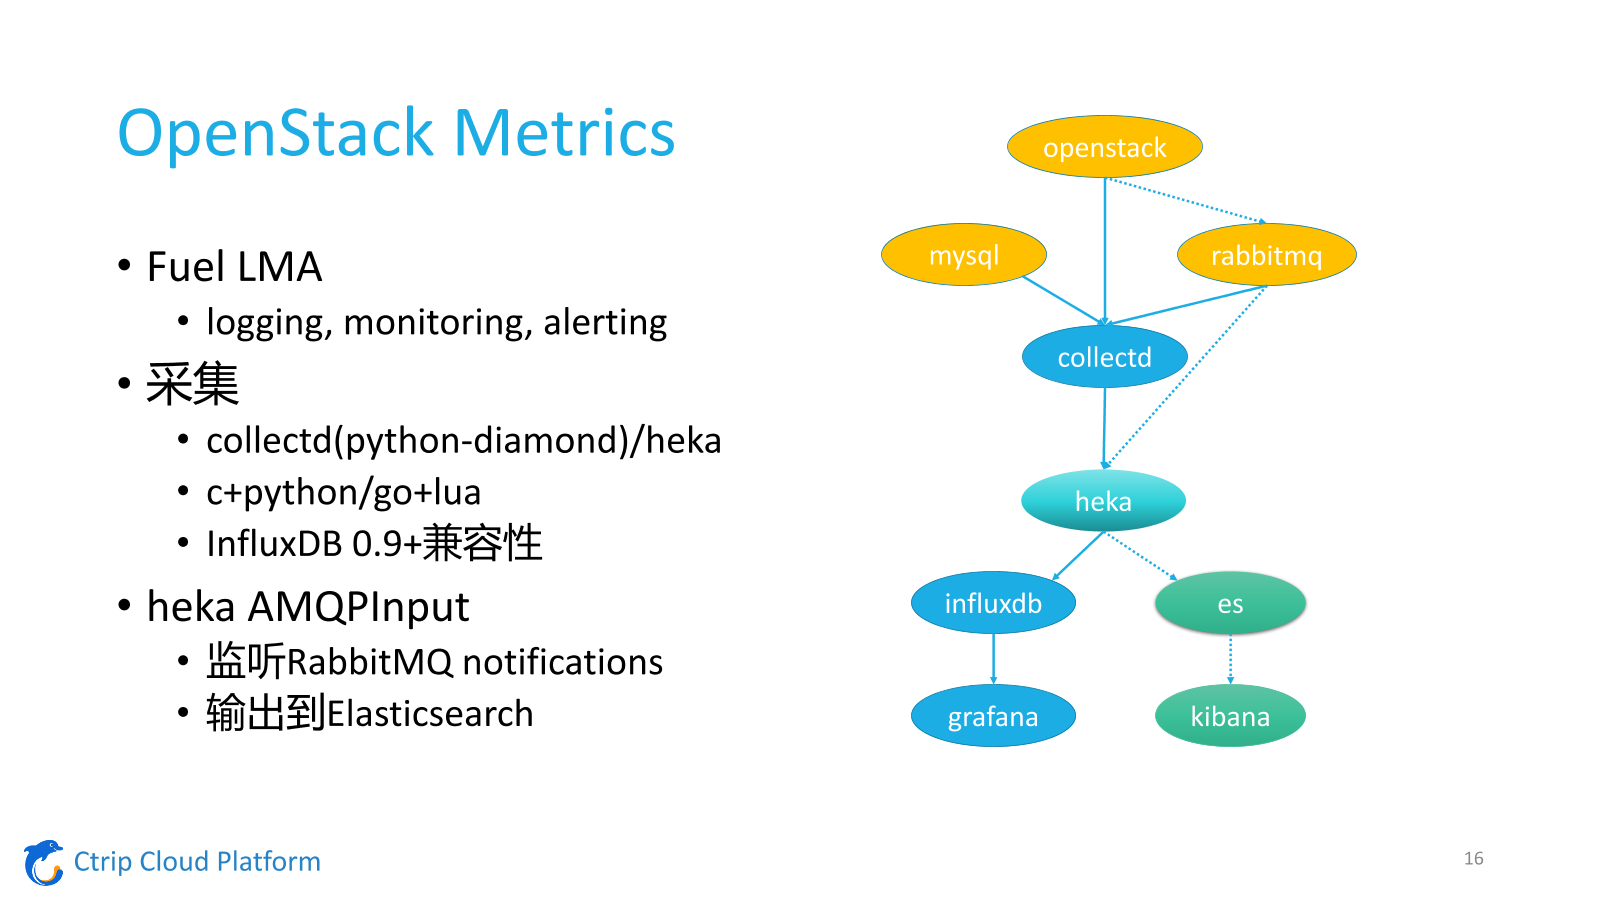 OpenStack Metrics
• Fuel LMA
• logging, monitoring, alerting
• 采集
• collectd(python-diamond)/heka
• c+python/go+lua
• InfluxDB 0.9+兼容性
• heka AMQPInput
• 监听RabbitMQ notifications
• 输出到Elasticsearch
openstack
mysql
rabbitmq
collectd
heka
influxdb
es
grafana
kibana
Ctrip Cloud Platform
16